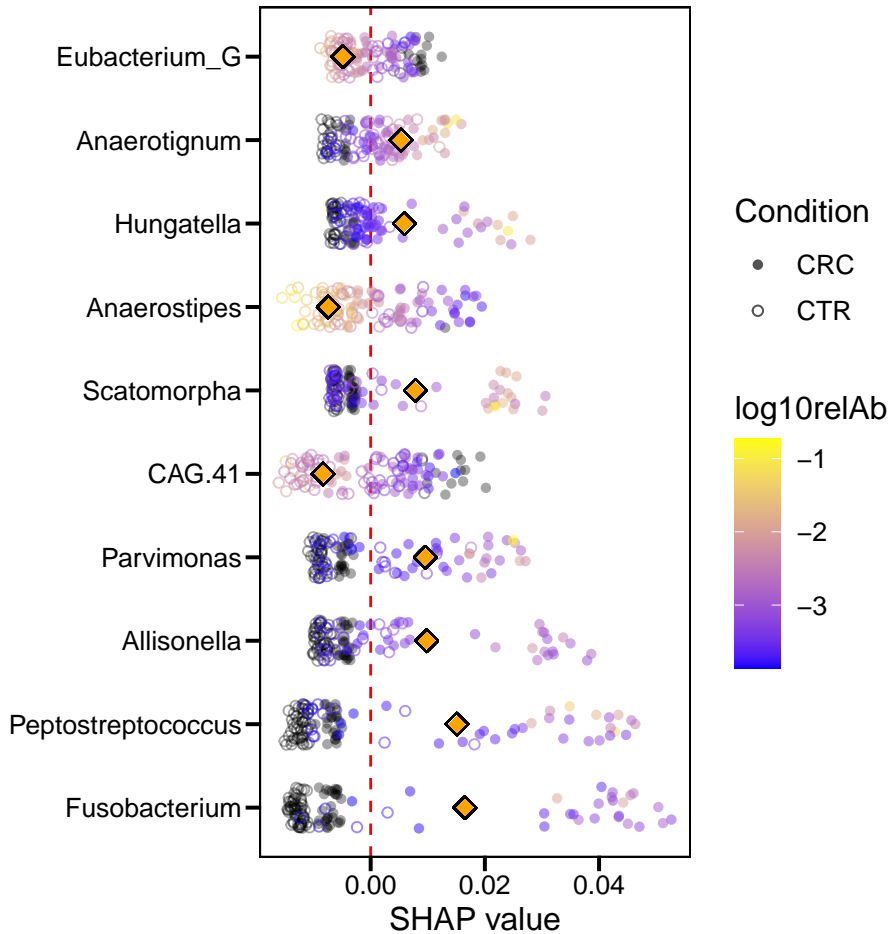 Eubacterium_G
Anaerotignum
Hungatella
Anaerostipes
Scatomorpha
CAG.41
Parvimonas
Allisonella
Peptostreptococcus
Fusobacterium
0.00 0.02 0.04
SHAP value
Condition
CRC
CTR
log10relAb
−1
−2
−3